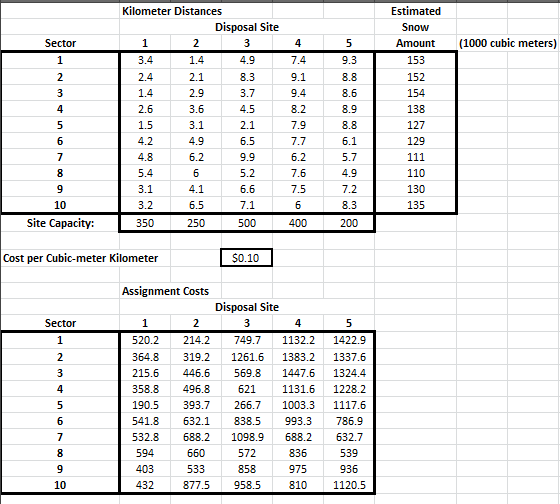 Kilometer Distances Estimated
Disposal Site Snow
Sector 1 2 3 4 5 Amount (1000 cubic meters)
1 3.4 1.4 4.9 7.4 9.3 153
2 2.4 2.1 8.3 9.1 8.8 152
3 1.4 2.9 3.7 9.4 8.6 154
4 2.6 3.6 4.5 8.2 8.9 138
5 1.5 3.1 2.1 7.9 8.8 127
6 4.2 4.9 6.5 7.7 6.1 129
7 4.8 6.2 9.9 6.2 5.7 111
8 5.4 6 5.2 7.6 4.9 110
9 3.1 4.1 6.6 7.5 7.2 130
10 3.2 6.5 7.1 6 8.3 135
Site Capacity: 350 250 500 400 200
Cost per Cubic-meter Kilometer $0.10
Assignment Costs
Disposal Site
Sector 1 2 3 4 5
1 520.2 214.2 749.7 1132.2 1422.9
2 364.8 319.2 1261.6 1383.2 1337.6
3 215.6 446.6 569.8 1447.6 1324.4
4 358.8 496.8 621 1131.6 1228.2
5 190.5 393.7 266.7 1003.3 1117.6
6 541.8 632.1 838.5 993.3 786.9
7 532.8 688.2 1098.9 688.2 632.7
8 594 660 572 836 539
9 403 533 858 975 936
10 432 877.5 958.5 810 1120.5